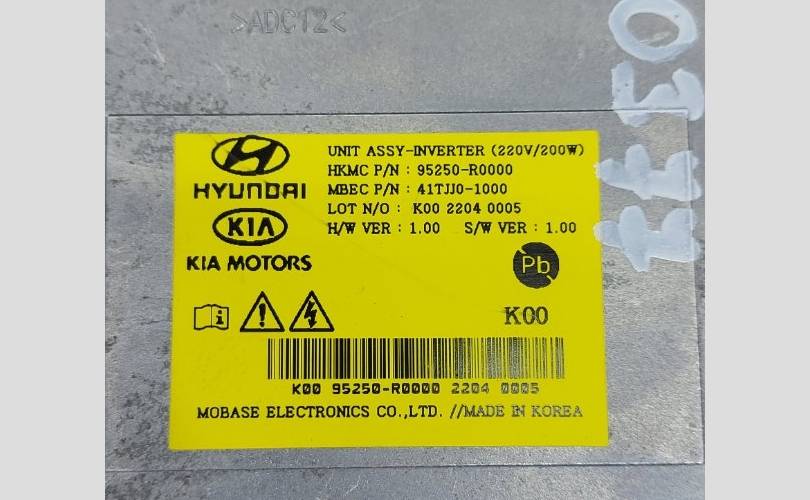 >ADC12<
HYUNDAI
KIA
KIA MOTORS
UNIT ASSY-INVERTER (220V/200W)
HKMC P/N : 95250-R0000
MBEC P/N : 41TJJ0-1000
LOT N/O : K00 2204 0005
H/W VER : 1.00 S/W VER : 1.00
Pb
K00
K00 95250-R0000 2204 0005
MOBASE ELECTRONICS CO.,LTD. //MADE IN KOREA